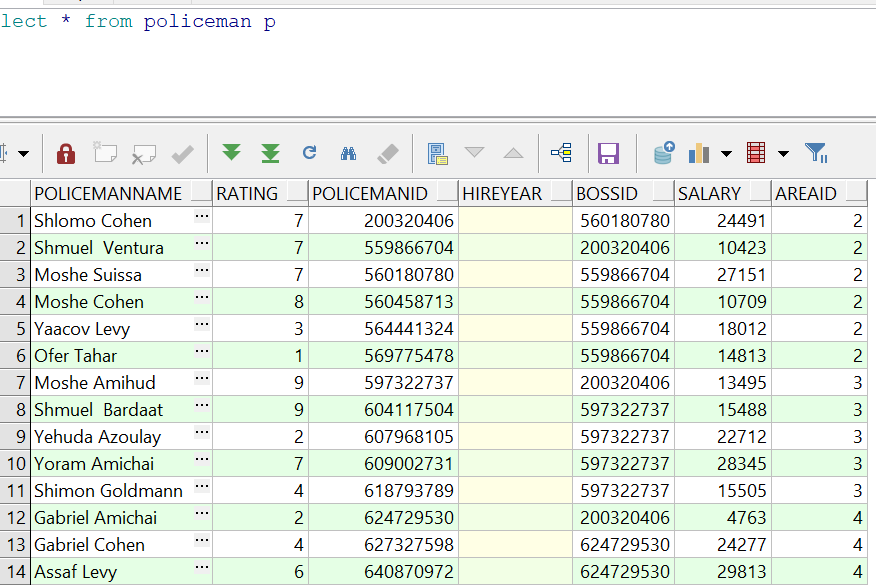 lect * from policeman p
POLICEMANNAME RATING POLICEMANID HIREYEAR BOSSID SALARY AREAID
1 Shlomo Cohen ... 7 200320406 560180780 24491 2
2 Shmuel  Ventura ... 7 559866704 200320406 10423 2
3 Moshe Suissa ... 7 560180780 559866704 27151 2
4 Moshe Cohen ... 8 560458713 559866704 10709 2
5 Yaacov Levy ... 3 564441324 559866704 18012 2
6 Ofer Tahar ... 1 569775478 559866704 14813 2
7 Moshe Amihud ... 9 597322737 200320406 13495 3
8 Shmuel  Bardaat ... 9 604117504 597322737 15488 3
9 Yehuda Azoulay ... 2 607968105 597322737 22712 3
10 Yoram Amichai ... 7 609002731 597322737 28345 3
11 Shimon Goldmann ... 4 618793789 597322737 15505 3
12 Gabriel Amichai ... 2 624729530 200320406 4763 4
13 Gabriel Cohen ... 4 627327598 624729530 24277 4
14 Assaf Levy ... 6 640870972 624729530 29813 4